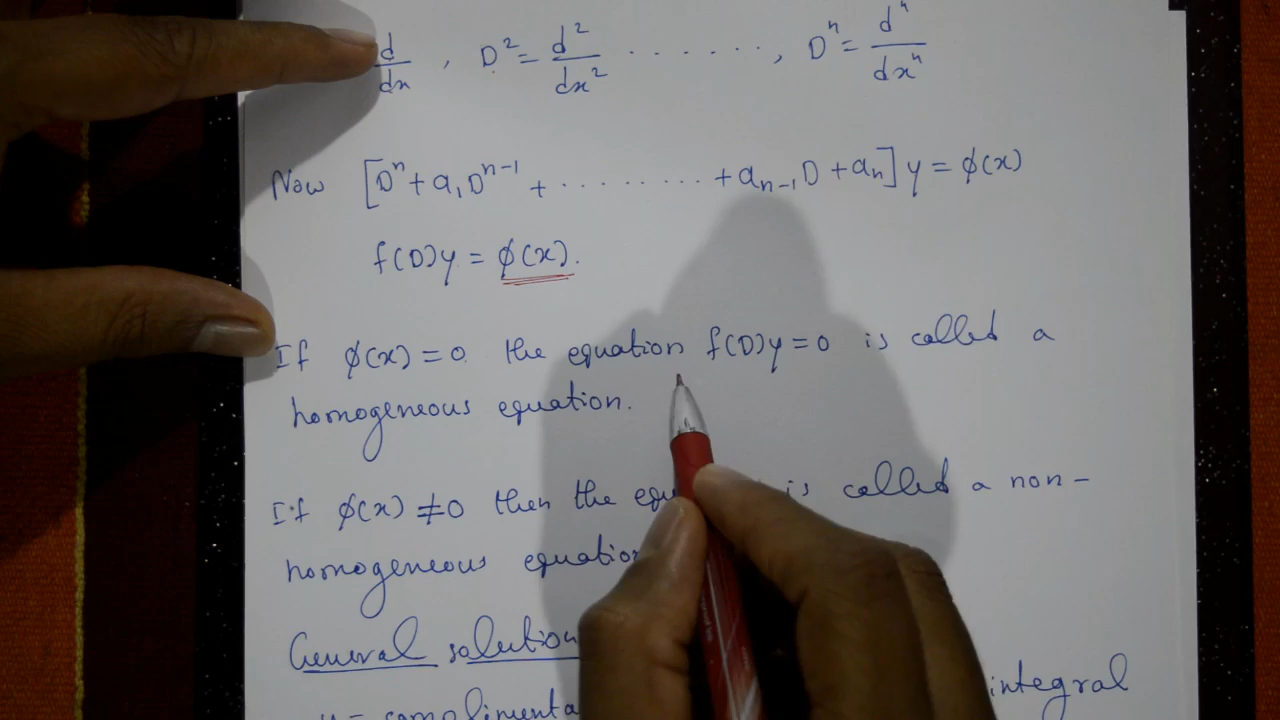 d/dx , D² = d²/dx² ......., Dⁿ = dⁿ/dxⁿ
Now [Dⁿ + a₁Dⁿ⁻¹ + ......... + aₙ₋₁D + aₙ] y = ϕ(x)
f(D)y = ϕ(x).
If ϕ(x) = 0 the equation f(D)y = 0 is called a
homogeneous equation.
If ϕ(x) ≠ 0 then the is called a non-
homogeneous equation
General solution
y = integral